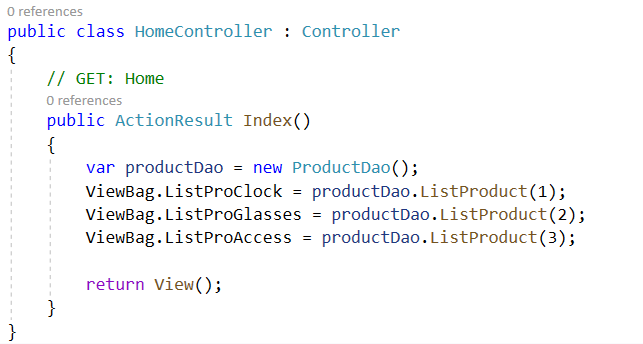 0 references
public class HomeController : Controller
{
// GET: Home
0 references
public ActionResult Index()
{
var productDao = new ProductDao();
ViewBag.ListProClock = productDao.ListProduct(1);
ViewBag.ListProGlasses = productDao.ListProduct(2);
ViewBag.ListProAccess = productDao.ListProduct(3);
return View();
}
}